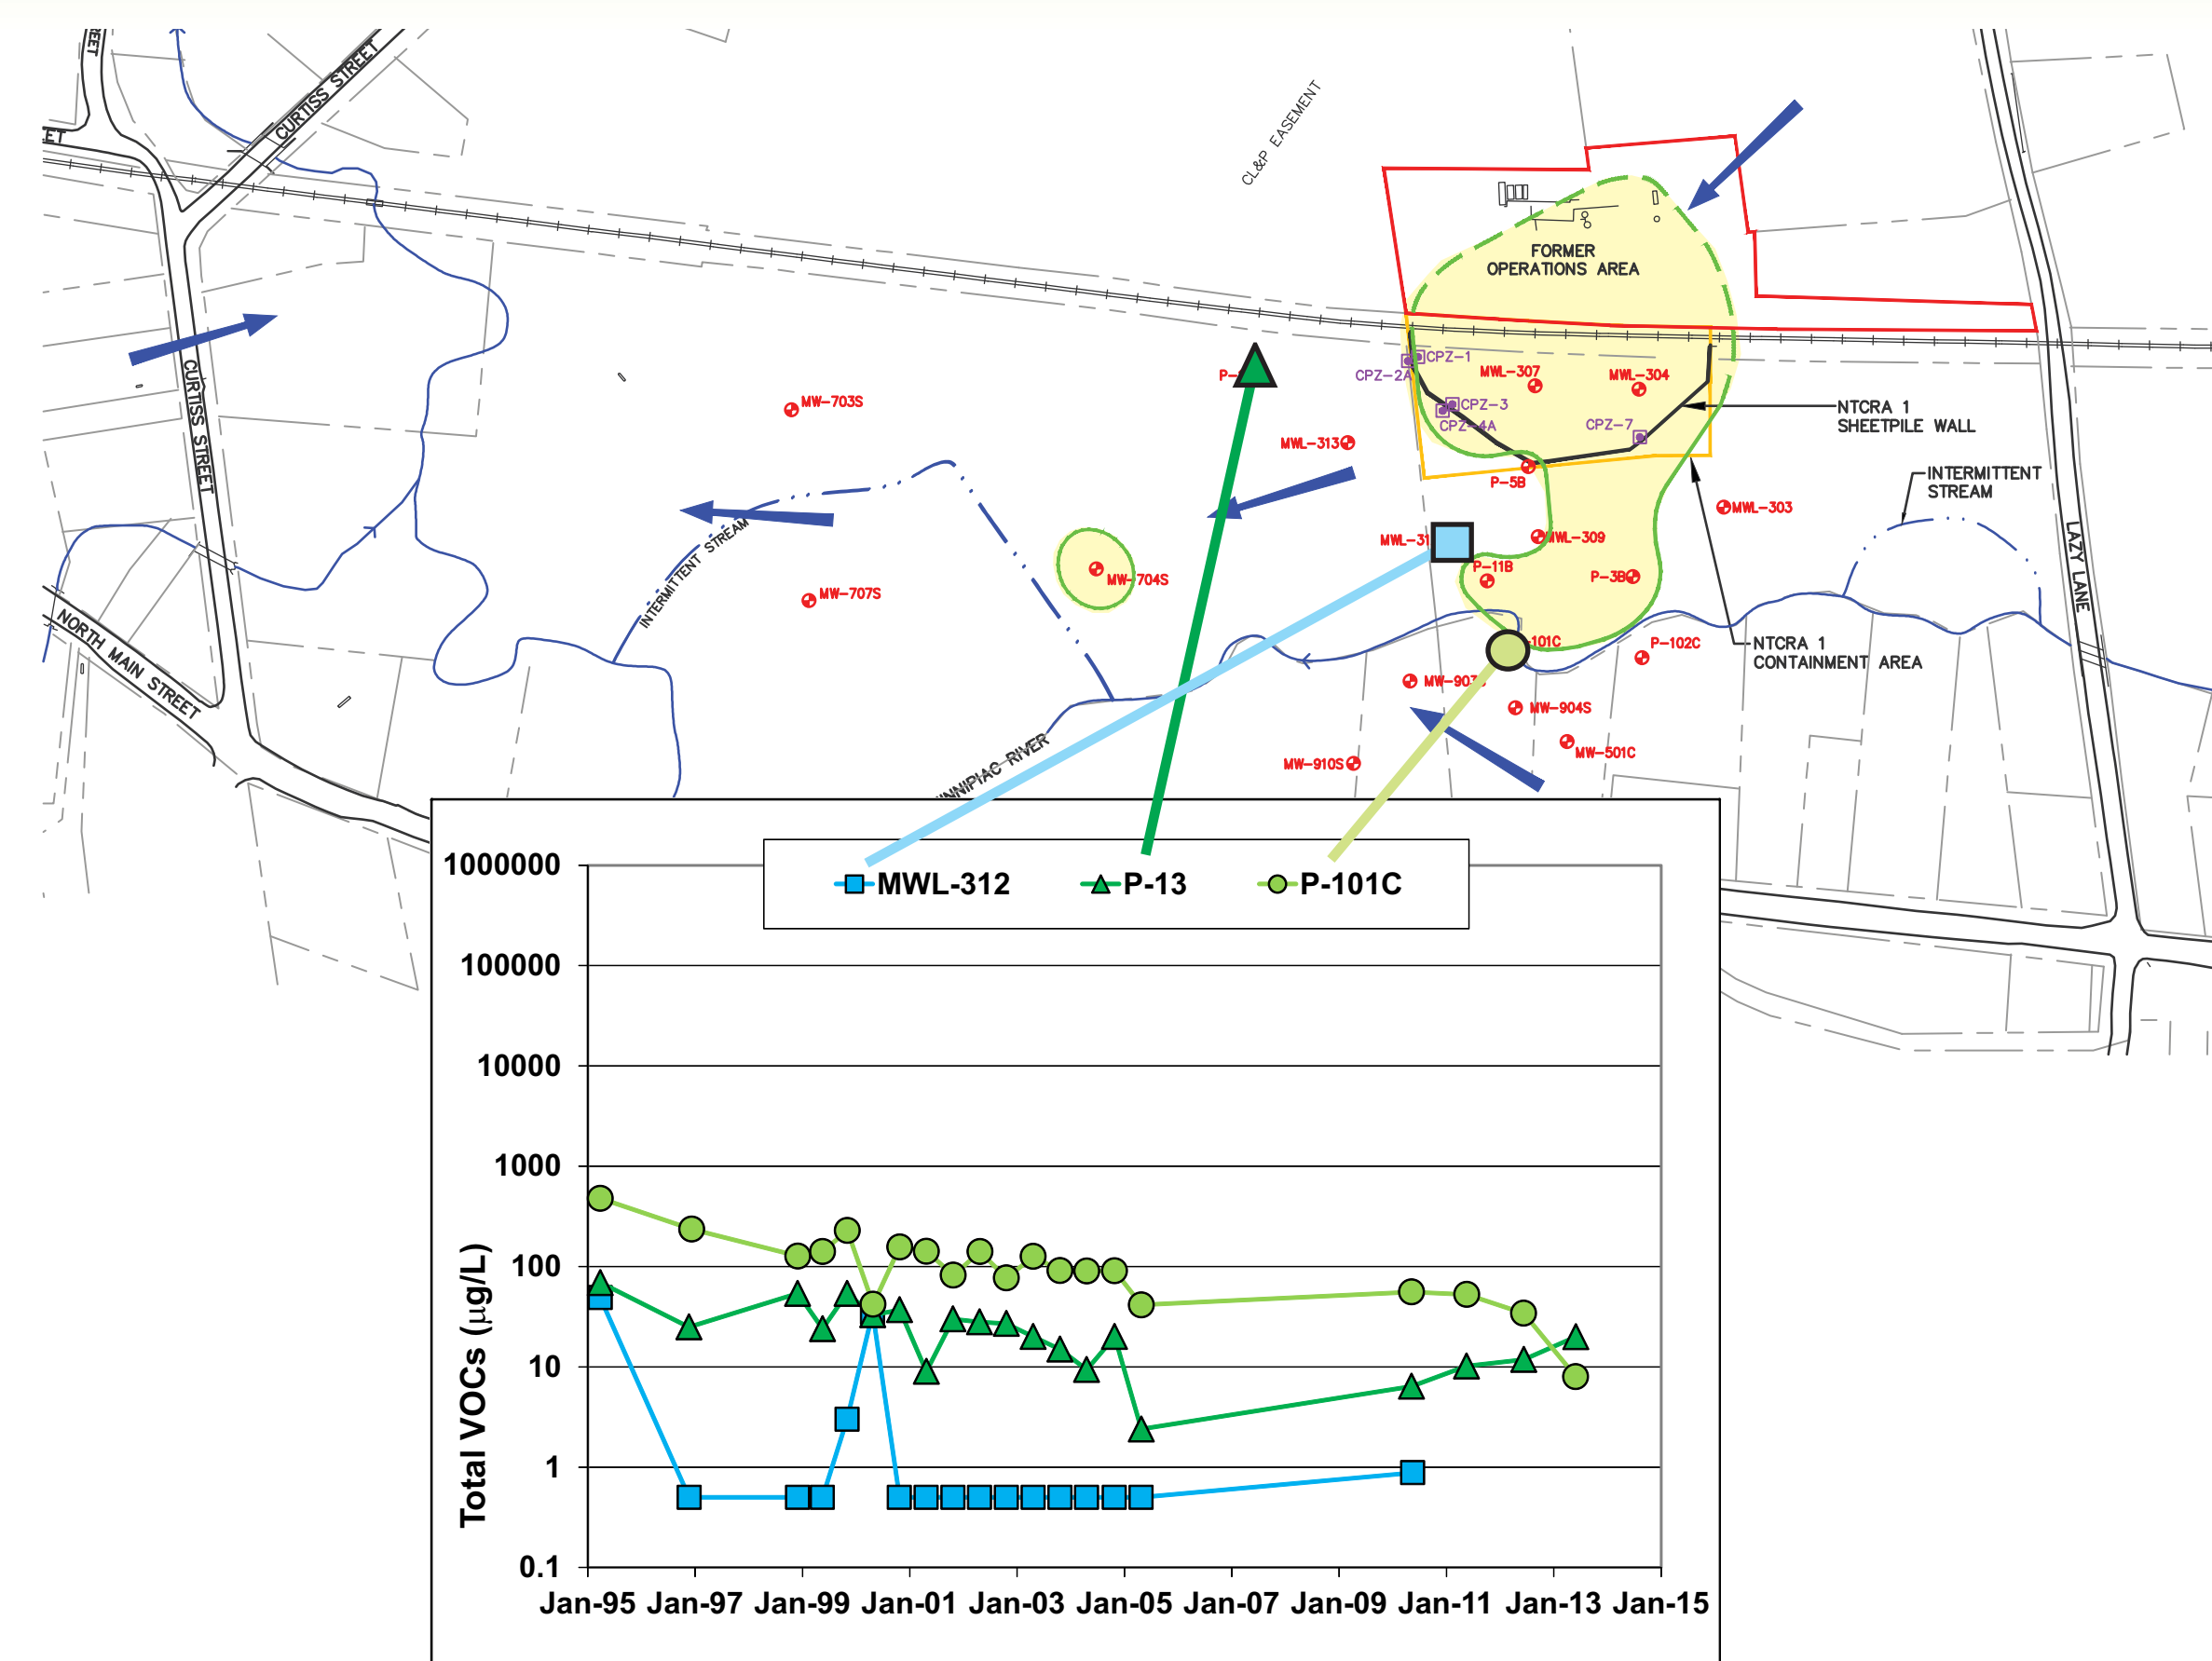 CURTISS STREET
CL&P EASEMENT
FORMER
OPERATIONS AREA
CPZ-1
CPZ-2A
MWL-307
MWL-304
CPZ-3
CPZ-4A
CPZ-7
NTCRA 1
SHEETPILE WALL
CURTISS STREET
MW-703S
MWL-313
P-5B
INTERMITTENT
STREAM
MWL-303
INTERMITTENT STREAM
MWL-309
MW-704S
P-11B
P-3B
LAZY LANE
MW-707S
NORTH MAIN STREET
P-102C
NTCRA 1
CONTAINMENT AREA
MW-904S
MW-501C
MW-910S
RIVER
MWL-312
P-13
P-101C
Total VOCs (µg/L)
1000000
100000
10000
1000
100
10
1
0.1
Jan-95 Jan-97 Jan-99 Jan-01 Jan-03 Jan-05 Jan-07 Jan-09 Jan-11 Jan-13 Jan-15